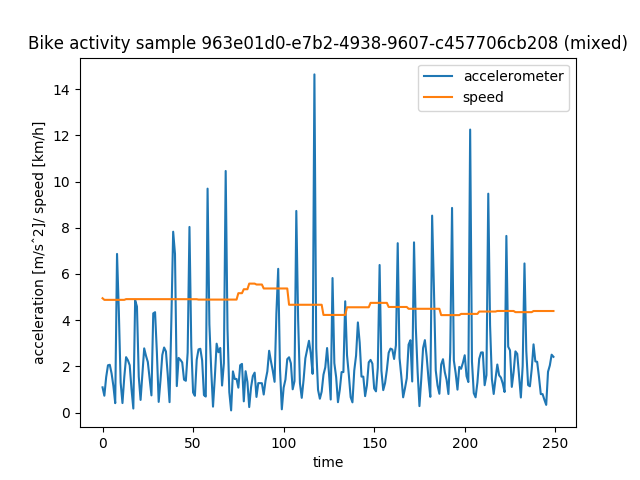 Bike activity sample 963e01d0-e7b2-4938-9607-c457706cb208 (mixed)
accelerometer
speed
acceleration [m/s^2]/ speed [km/h]
14
12
10
8
6
4
2
0
0 50 100 150 200 250
time